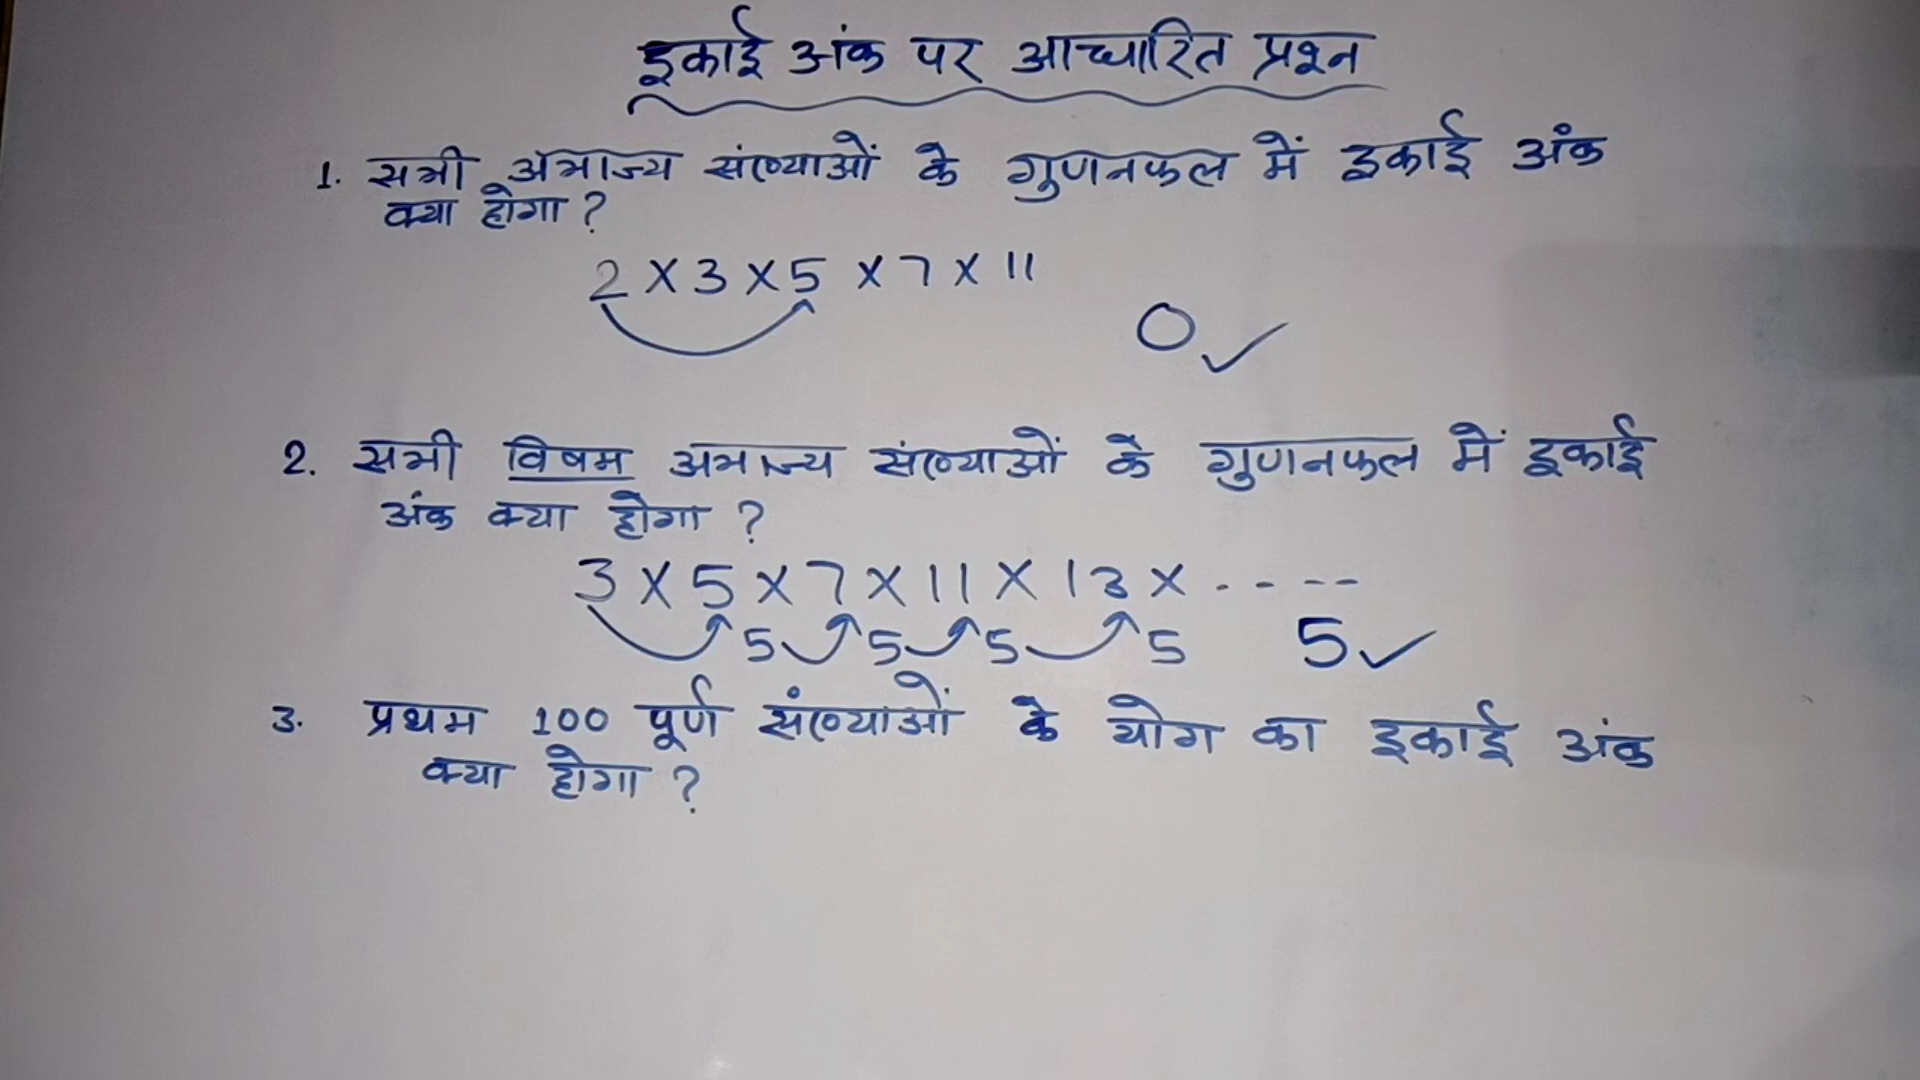 इकाई अंक पर आधारित प्रश्न
1. सभी अभाज्य संख्याओं के गुणनफल में इकाई अंक
क्या होगा ?
2 X 3 X 5 X 7 X 11
0 ✓
2. सभी विषम अभाज्य संख्याओं के गुणनफल में इकाई
अंक क्या होगा ?
3 X 5 X 7 X 11 X 13 X - - - -
5 5 5 5 5 ✓
3. प्रथम 100 पूर्ण संख्याओं के योग का इकाई अंक
क्या होगा ?